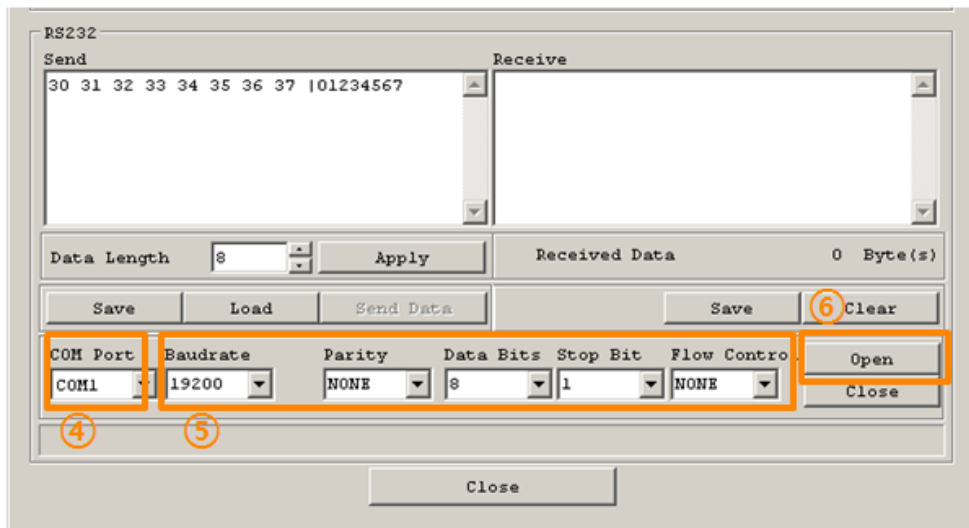 RS232
Send Receive
30 31 32 33 34 35 36 37 |01234567
Data Length 8 Apply Received Data 0 Byte(s)
Save Load Send Data Save ⑥ Clear
COM Port Baudrate Parity Data Bits Stop Bit Flow Contro. Open
COM1 19200 NONE 8 1 NONE Close
④ ⑤
Close